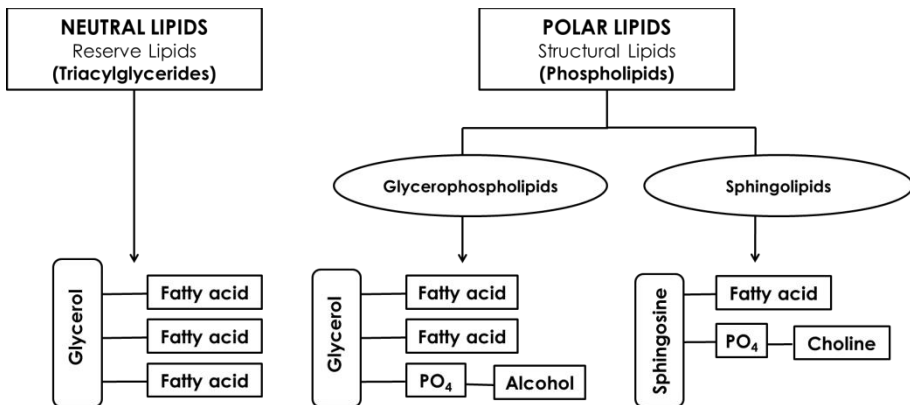 NEUTRAL LIPIDS
Reserve Lipids
(Triacylglycerides)
POLAR LIPIDS
Structural Lipids
(Phospholipids)
Glycerophospholipids
Sphingolipids
Glycerol
Fatty acid
Fatty acid
Fatty acid
Glycerol
Fatty acid
Fatty acid
PO₄
Alcohol
Sphingosine
Fatty acid
PO₄
Choline